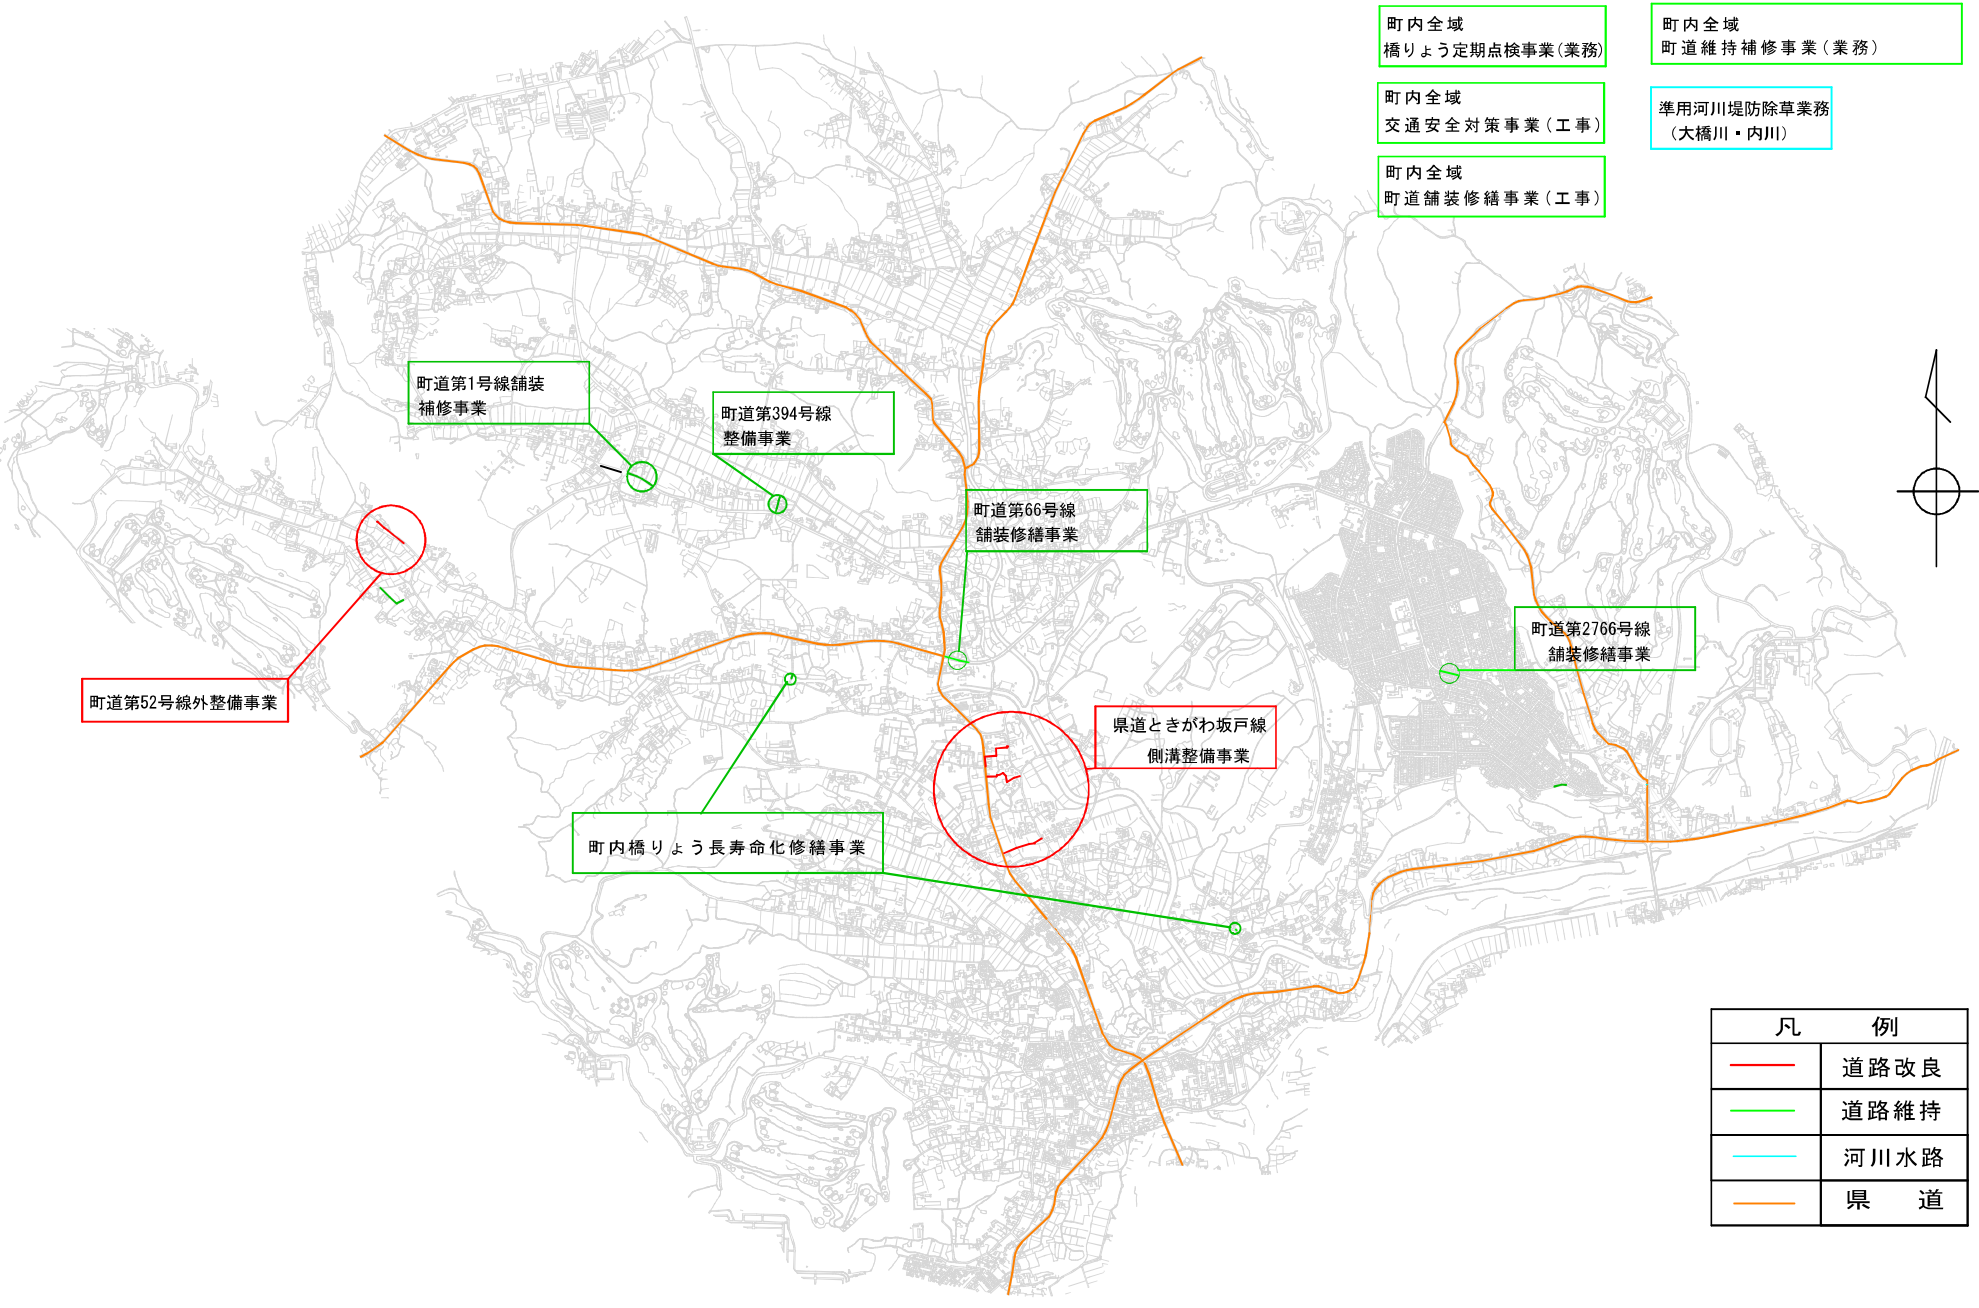 町内全域
橋りょう定期点検事業(業務)
町内全域
町道維持補修事業(業務)
町内全域
交通安全対策事業(工事)
準用河川堤防除草業務
(大橋川・内川)
町内全域
町道舗装修繕事業(工事)
町道第1号線舗装
補修事業
町道第394号線
整備事業
町道第66号線
舗装修繕事業
町道第2766号線
舗装修繕事業
町道第52号線外整備事業
県道ときがわ坂戸線
側溝整備事業
町内橋りょう長寿命化修繕事業
凡 例
道路改良
道路維持
河川水路
県 道